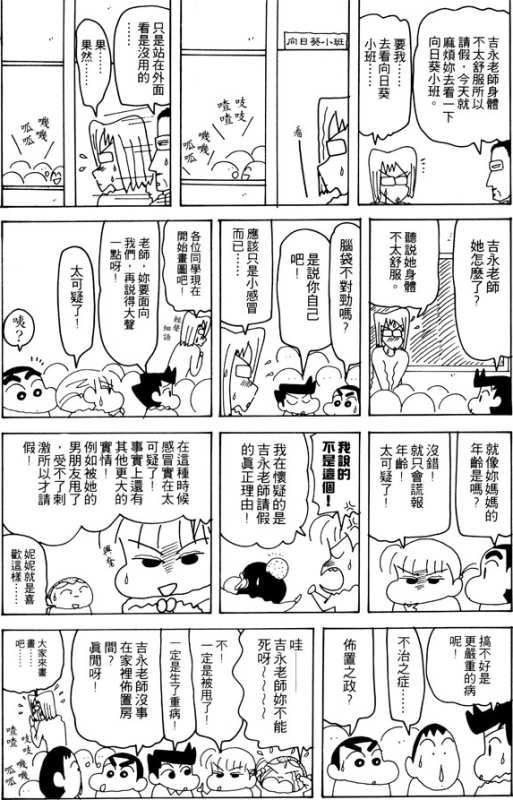 吉永老師身體
不太舒服所以
請假，今天就
麻煩妳去看一下
向日葵小班。
要我……
去看向日葵
小班……
向日葵小班
看
吱吱
喳喳
只是站在外面
看是沒用的
果……
果然……
嘰嘰
呱呱
吉永老師
她怎麼了？
聽說她身體
不太舒服。
腦袋不對勁嗎？
是說你自己
吧！
應該只是小感冒
而已……
各位同學現在
開始畫圖吧！
輕聲
細語
老師，妳要面向
我們，再說得大聲
一點呀！
太可疑了！
咦？
就像妳媽媽的
年齡是嗎？
沒錯！
就只會謊報
年齡！
太可疑了！
我說的
不是這個！
我在懷疑的是
吉永老師請假
的真正理由！
在這種時候
感冒實在太
可疑了！
事實上還有
其他更大的
實情！
例如被她的
男朋友甩了
，受不了刺
激所以才請
假！
興奮
妮妮就是喜
歡這樣……
搞不好是
更嚴重的病
呢！
不治之症……
佈置之政？
哇──
吉永老師妳不能
死呀～～～～
不！
一定是被甩了！
一定是生了重病！
吉永老師沒事
在家裡佈置房
間？
真閒呀！
大家來畫
畫……
吧……
吱吱
喳喳
嘰嘰
呱呱